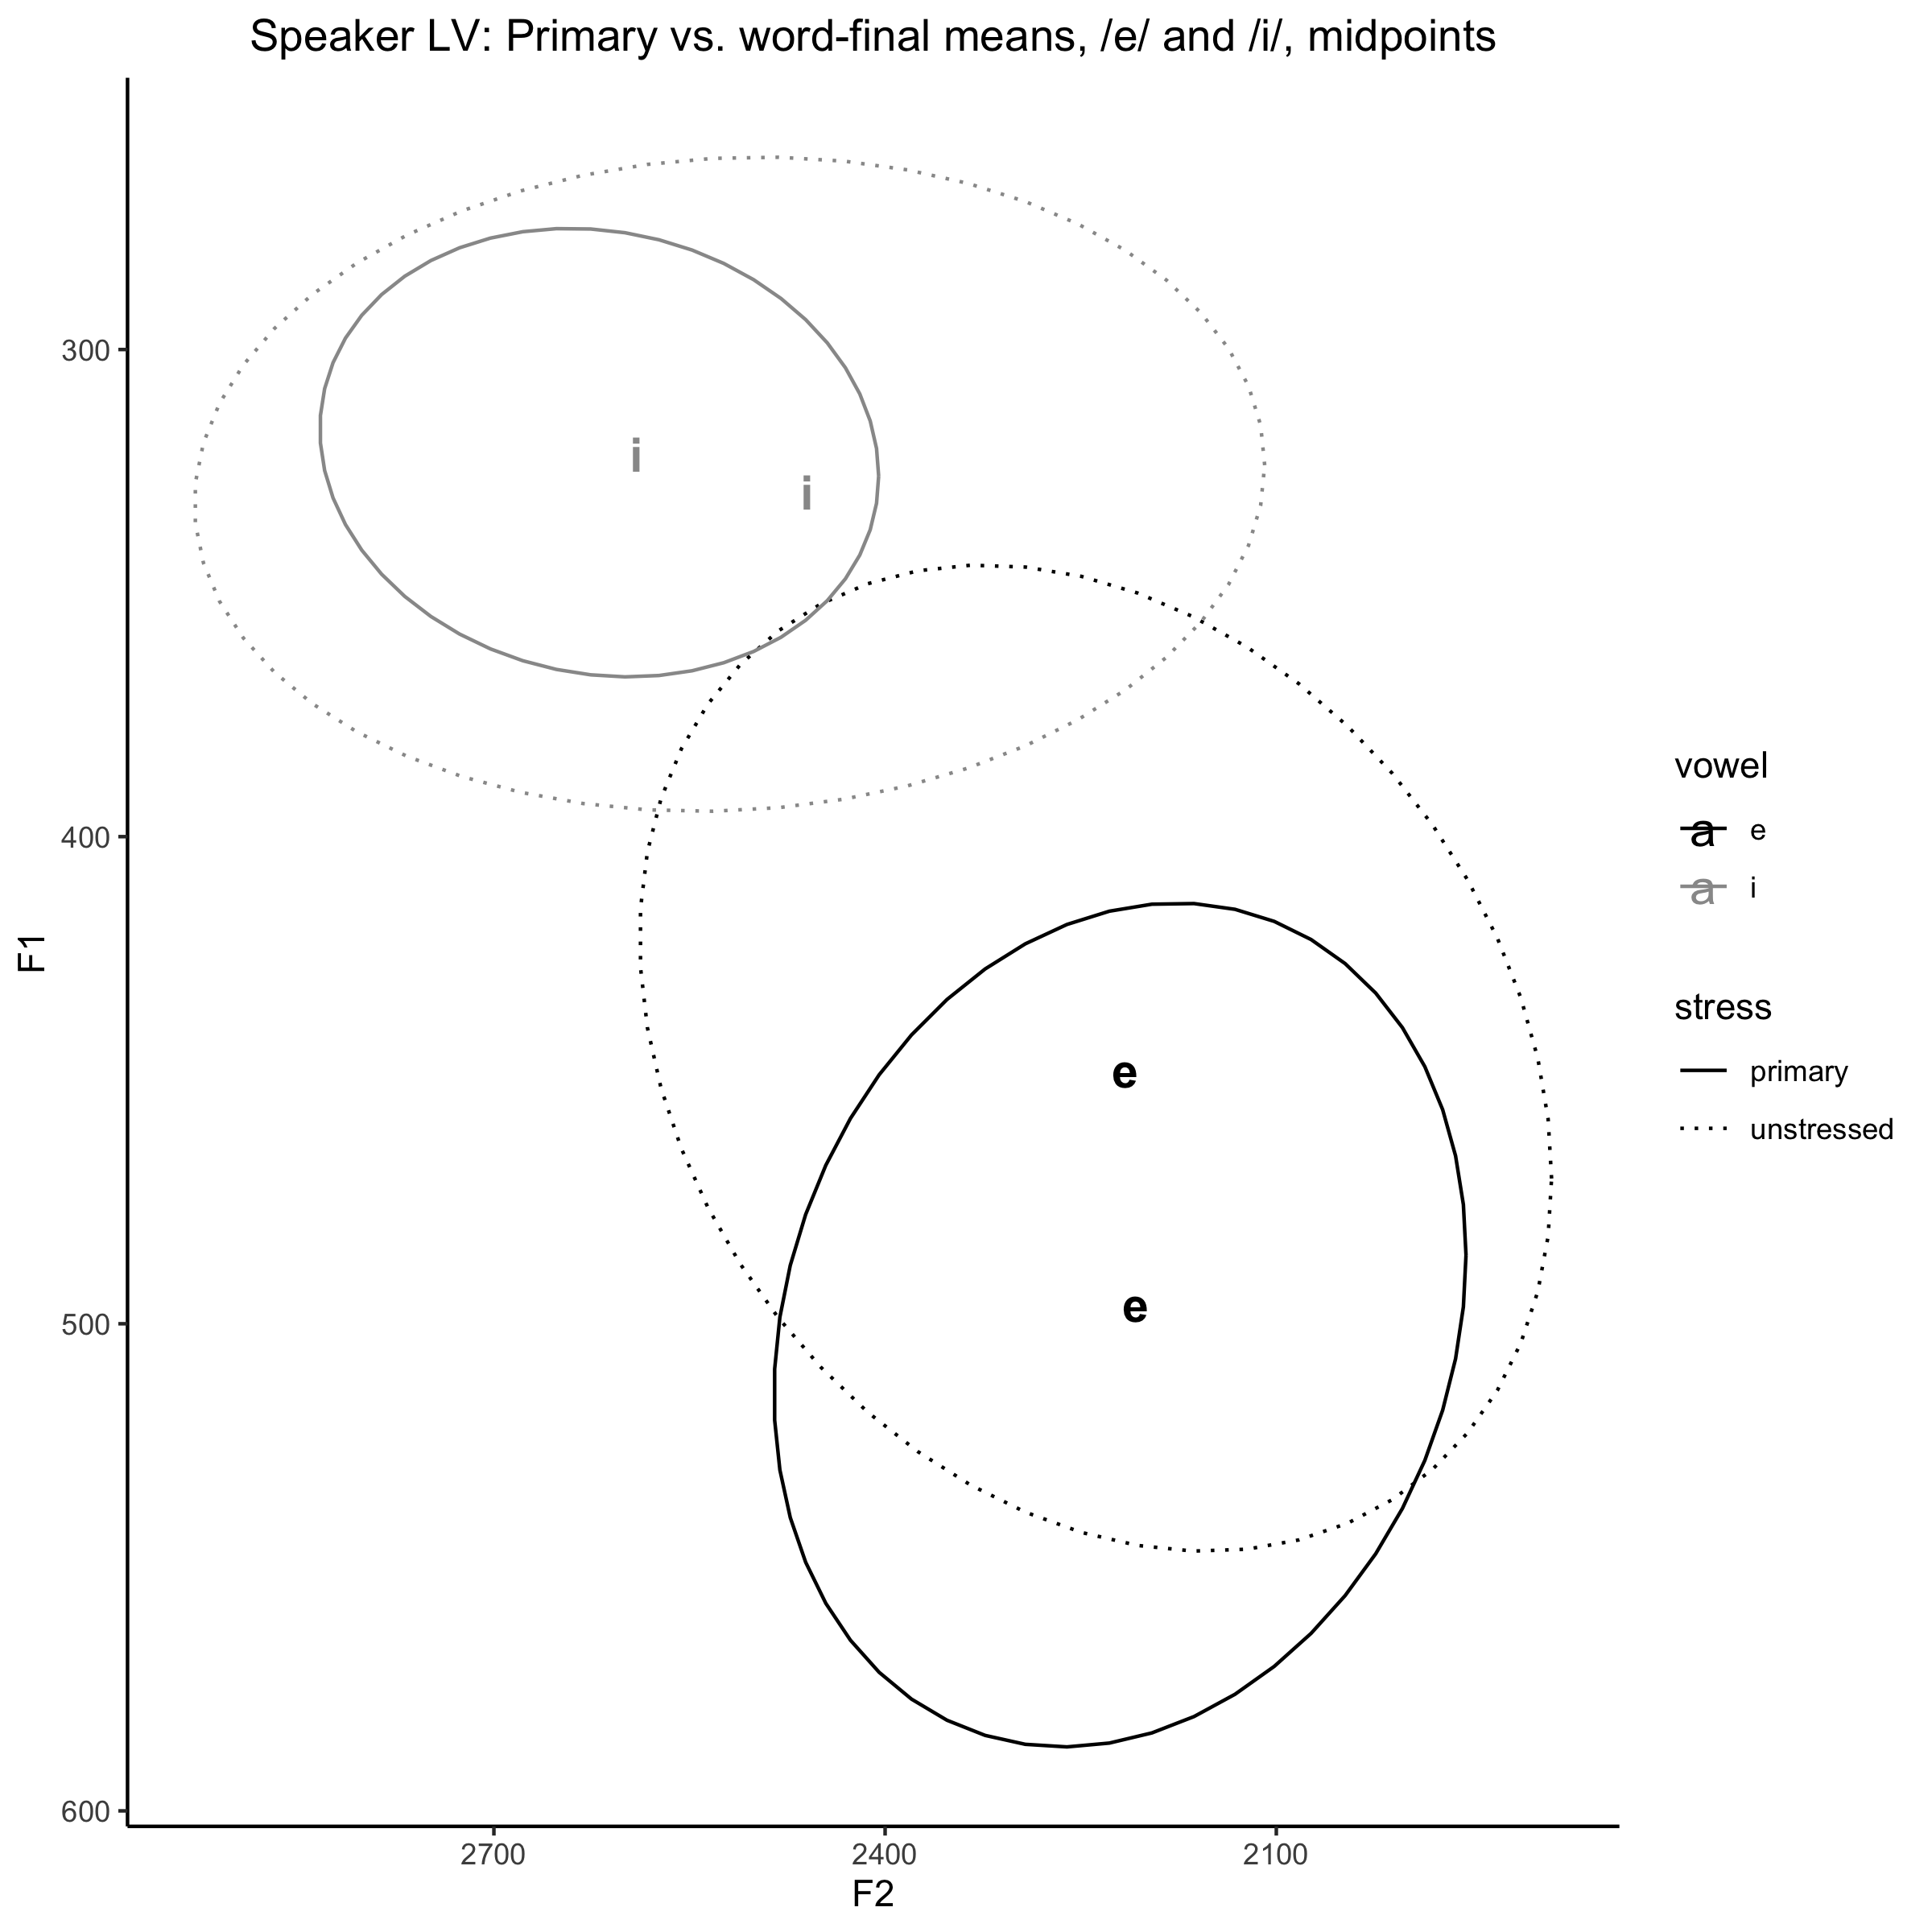 Speaker LV: Primary vs. word-final means, /e/ and /i/, midpoints
F1
300
400
500
600
i
i
e
e
2700
2400
2100
F2
vowel
a e
a i
stress
primary
unstressed